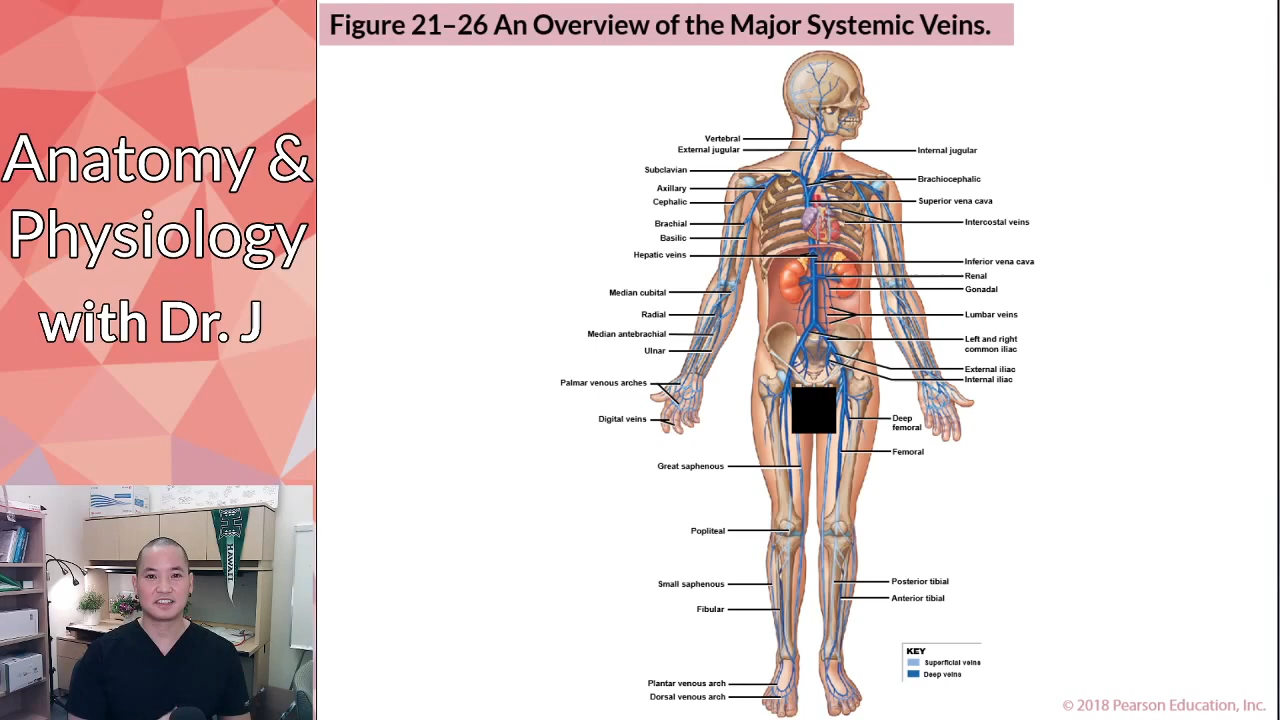 Anatomy &
Physiology
with Dr. J
Figure 21–26 An Overview of the Major Systemic Veins.
Vertebral
External jugular
Subclavian
Axillary
Cephalic
Brachial
Basilic
Hepatic veins
Median cubital
Radial
Median antebrachial
Ulnar
Palmar venous arches
Digital veins
Great saphenous
Popliteal
Small saphenous
Fibular
Plantar venous arch
Dorsal venous arch
Internal jugular
Brachiocephalic
Superior vena cava
Intercostal veins
Inferior vena cava
Renal
Gonadal
Lumbar veins
Left and right
common iliac
External iliac
Internal iliac
Deep
femoral
Femoral
Posterior tibial
Anterior tibial
KEY
Superficial veins
Deep veins
© 2018 Pearson Education, Inc.